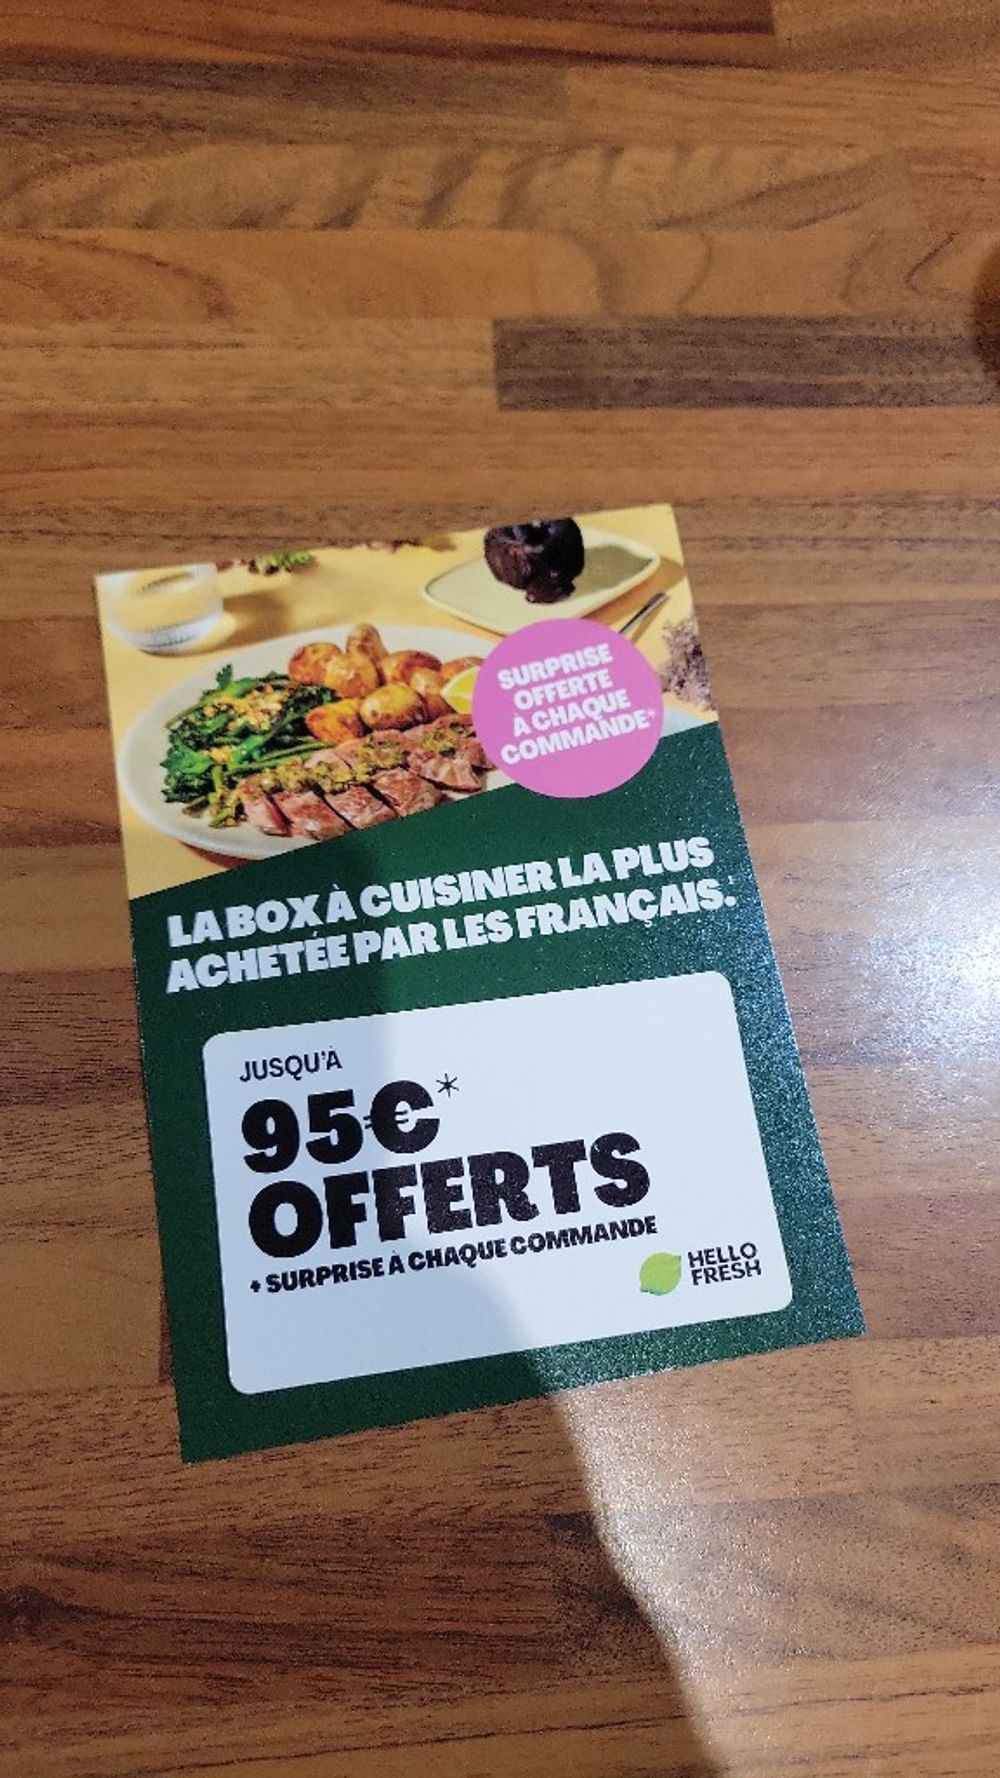 SURPRISE
OFFERTE
À CHAQUE
COMMANDE*
LA BOX À CUISINER LA PLUS
ACHETÉE PAR LES FRANÇAIS.¹
JUSQU'À
95€*
OFFERTS
+ SURPRISE À CHAQUE COMMANDE
HELLO
FRESH